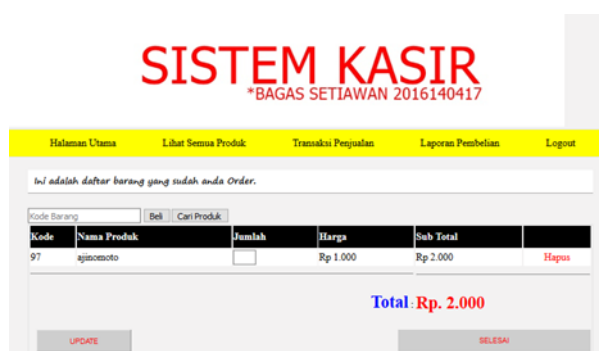 SISTEM KASIR
*BAGAS SETIAWAN 2016140417
Halaman Utama Lihat Semua Produk Transaksi Penjualan Laporan Pembelian Logout
Ini adalah daftar barang yang sudah anda Order.
Kode Barang Beli Cari Produk
Kode Nama Produk Jumlah Harga Sub Total
97 ajinomoto Rp 1.000 Rp 2.000 Hapus
Total : Rp. 2.000
UPDATE SELESAI